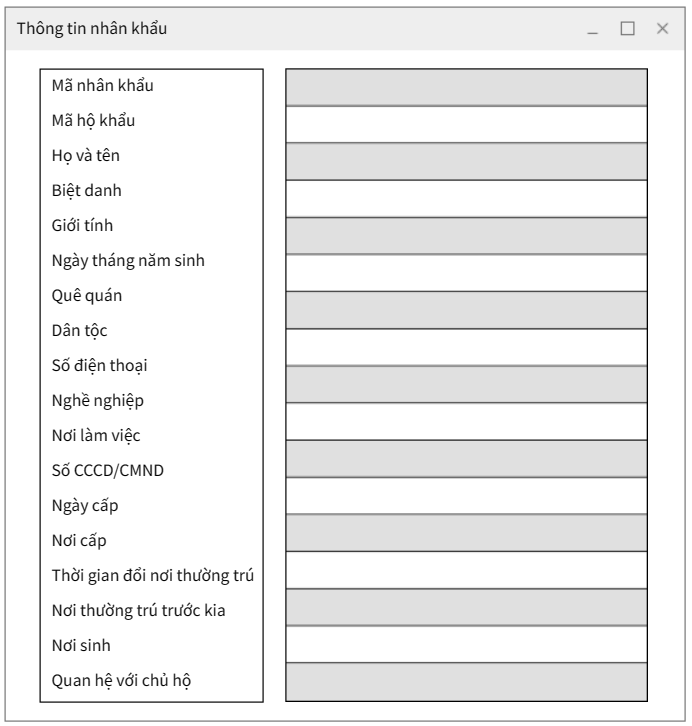 Thông tin nhân khẩu
Mã nhân khẩu
Mã hộ khẩu
Họ và tên
Biệt danh
Giới tính
Ngày tháng năm sinh
Quê quán
Dân tộc
Số điện thoại
Nghề nghiệp
Nơi làm việc
Số CCCD/CMND
Ngày cấp
Nơi cấp
Thời gian đổi nơi thường trú
Nơi thường trú trước kia
Nơi sinh
Quan hệ với chủ hộ